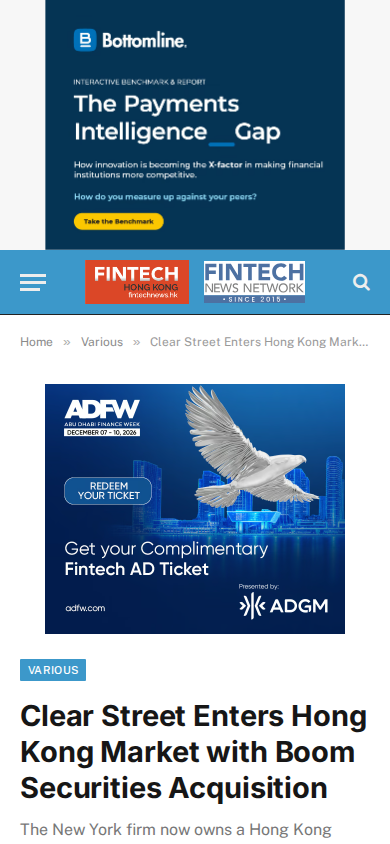 Bottomline.
INTERACTIVE BENCHMARK & REPORT
The Payments
Intelligence__Gap
How innovation is becoming the X-factor in making financial
institutions more competitive.
How do you measure up against your peers?
Take the Benchmark
FINTECH
HONG KONG
fintechnews.hk
FINTECH
NEWS NETWORK
• SINCE 2015 •
Home » Various » Clear Street Enters Hong Kong Mark...
ADFW
ABU DHABI FINANCE WEEK
DECEMBER 07 – 10, 2026
REDEEM
YOUR TICKET
Get your Complimentary
Fintech AD Ticket
Presented by:
adfw.com
ADGM
VARIOUS
Clear Street Enters Hong
Kong Market with Boom
Securities Acquisition
The New York firm now owns a Hong Kong